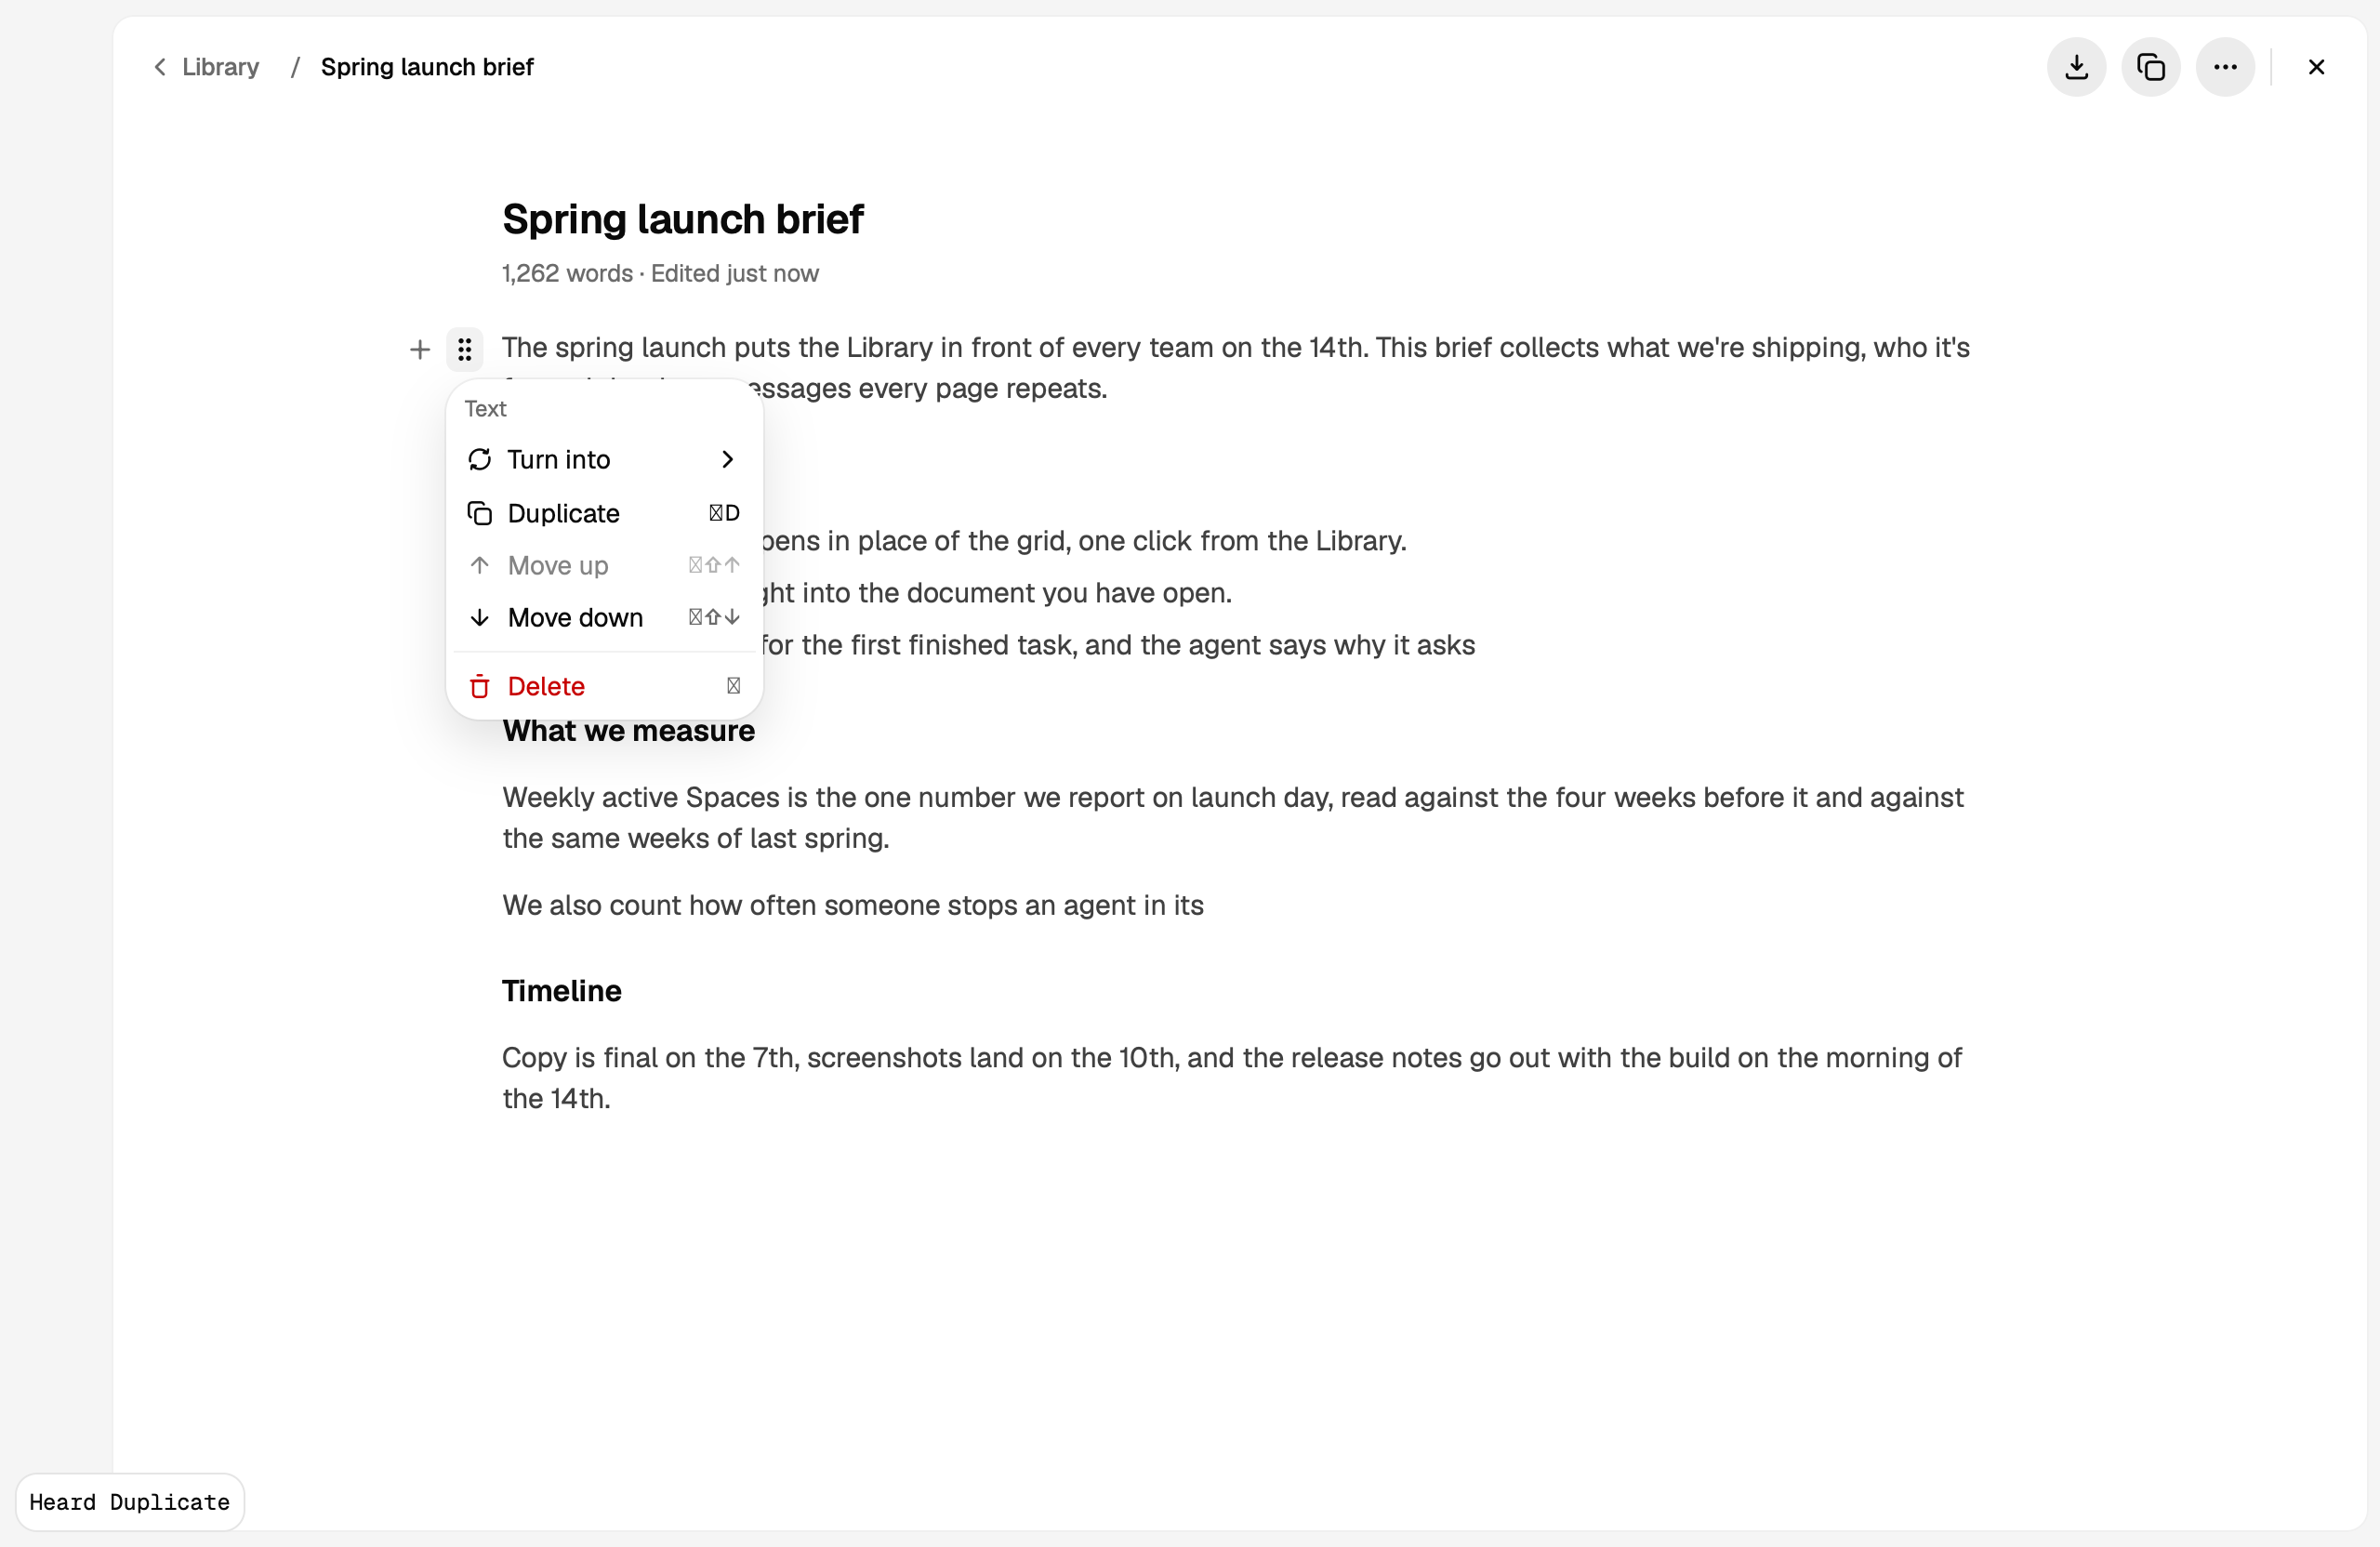 Library / Spring launch brief
Spring launch brief
1,262 words · Edited just now
The spring launch puts the Library in front of every team on the 14th. This brief collects what we're shipping, who it's
essages every page repeats.
Text
Turn into
Duplicate D
pens in place of the grid, one click from the Library.
Move up ⇧↑
ght into the document you have open.
Move down ⇧↓
for the first finished task, and the agent says why it asks
Delete
What we measure
Weekly active Spaces is the one number we report on launch day, read against the four weeks before it and against
the same weeks of last spring.
We also count how often someone stops an agent in its
Timeline
Copy is final on the 7th, screenshots land on the 10th, and the release notes go out with the build on the morning of
the 14th.
Heard Duplicate